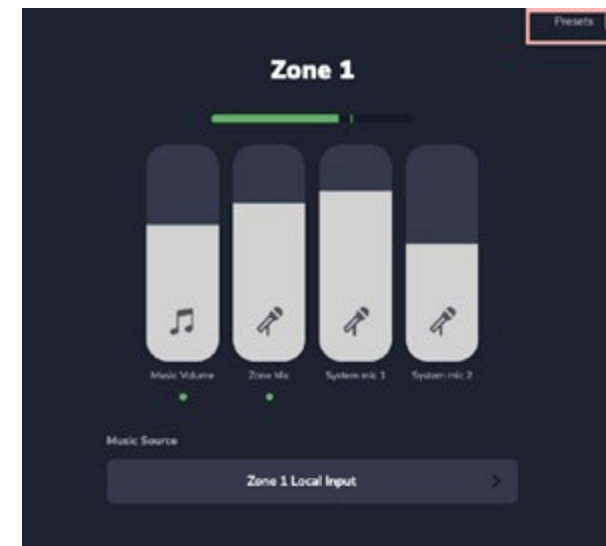 Presets
Zone 1
Music Volume
Zone Mic
System mic 1
System mic 2
Music Source
Zone 1 Local Input